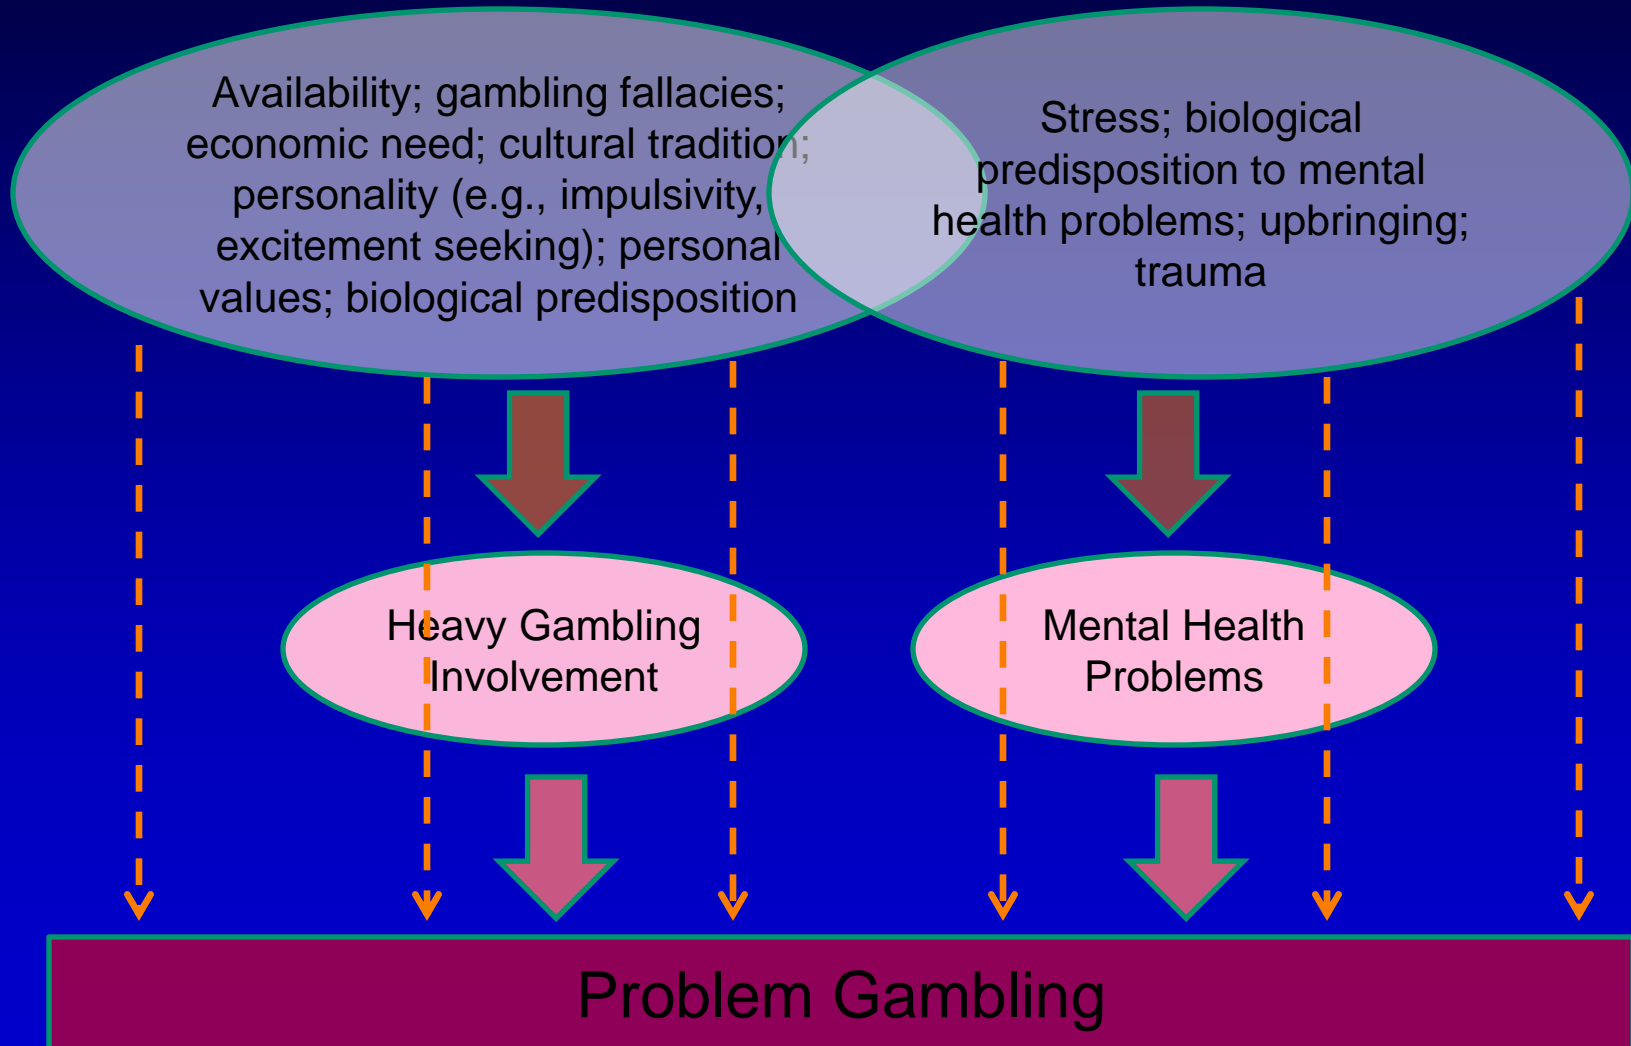 Availability; gambling fallacies;
economic need; cultural tradition;
personality (e.g., impulsivity,
excitement seeking); personal
values; biological predisposition
Stress; biological
predisposition to mental
health problems; upbringing;
trauma
Heavy Gambling
Involvement
Mental Health
Problems
Problem Gambling